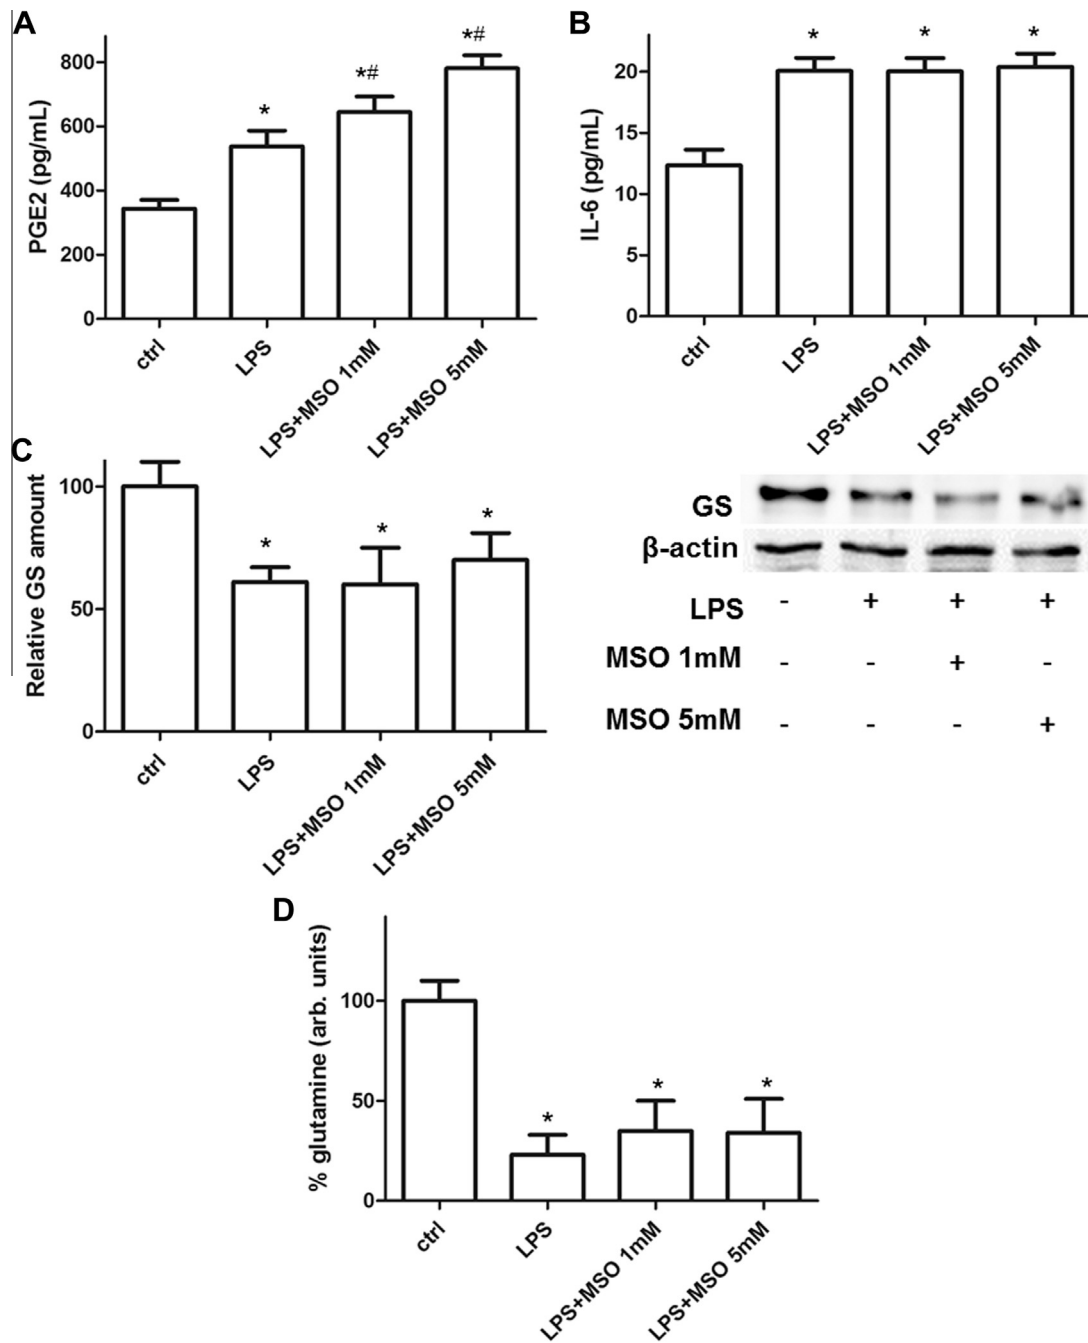 A
PGE2 (pg/mL)
800
600
400
200
0
*
*#
*#
ctrl
LPS
LPS+MSO 1mM
LPS+MSO 5mM
B
IL-6 (pg/mL)
20
15
10
5
0
*
*
*
ctrl
LPS
LPS+MSO 1mM
LPS+MSO 5mM
C
Relative GS amount
100
50
0
*
*
*
ctrl
LPS
LPS+MSO 1mM
LPS+MSO 5mM
GS
β-actin
LPS - + + +
MSO 1mM - - + -
MSO 5mM - - - +
D
% glutamine (arb. units)
100
50
0
*
*
*
ctrl
LPS
LPS+MSO 1mM
LPS+MSO 5mM